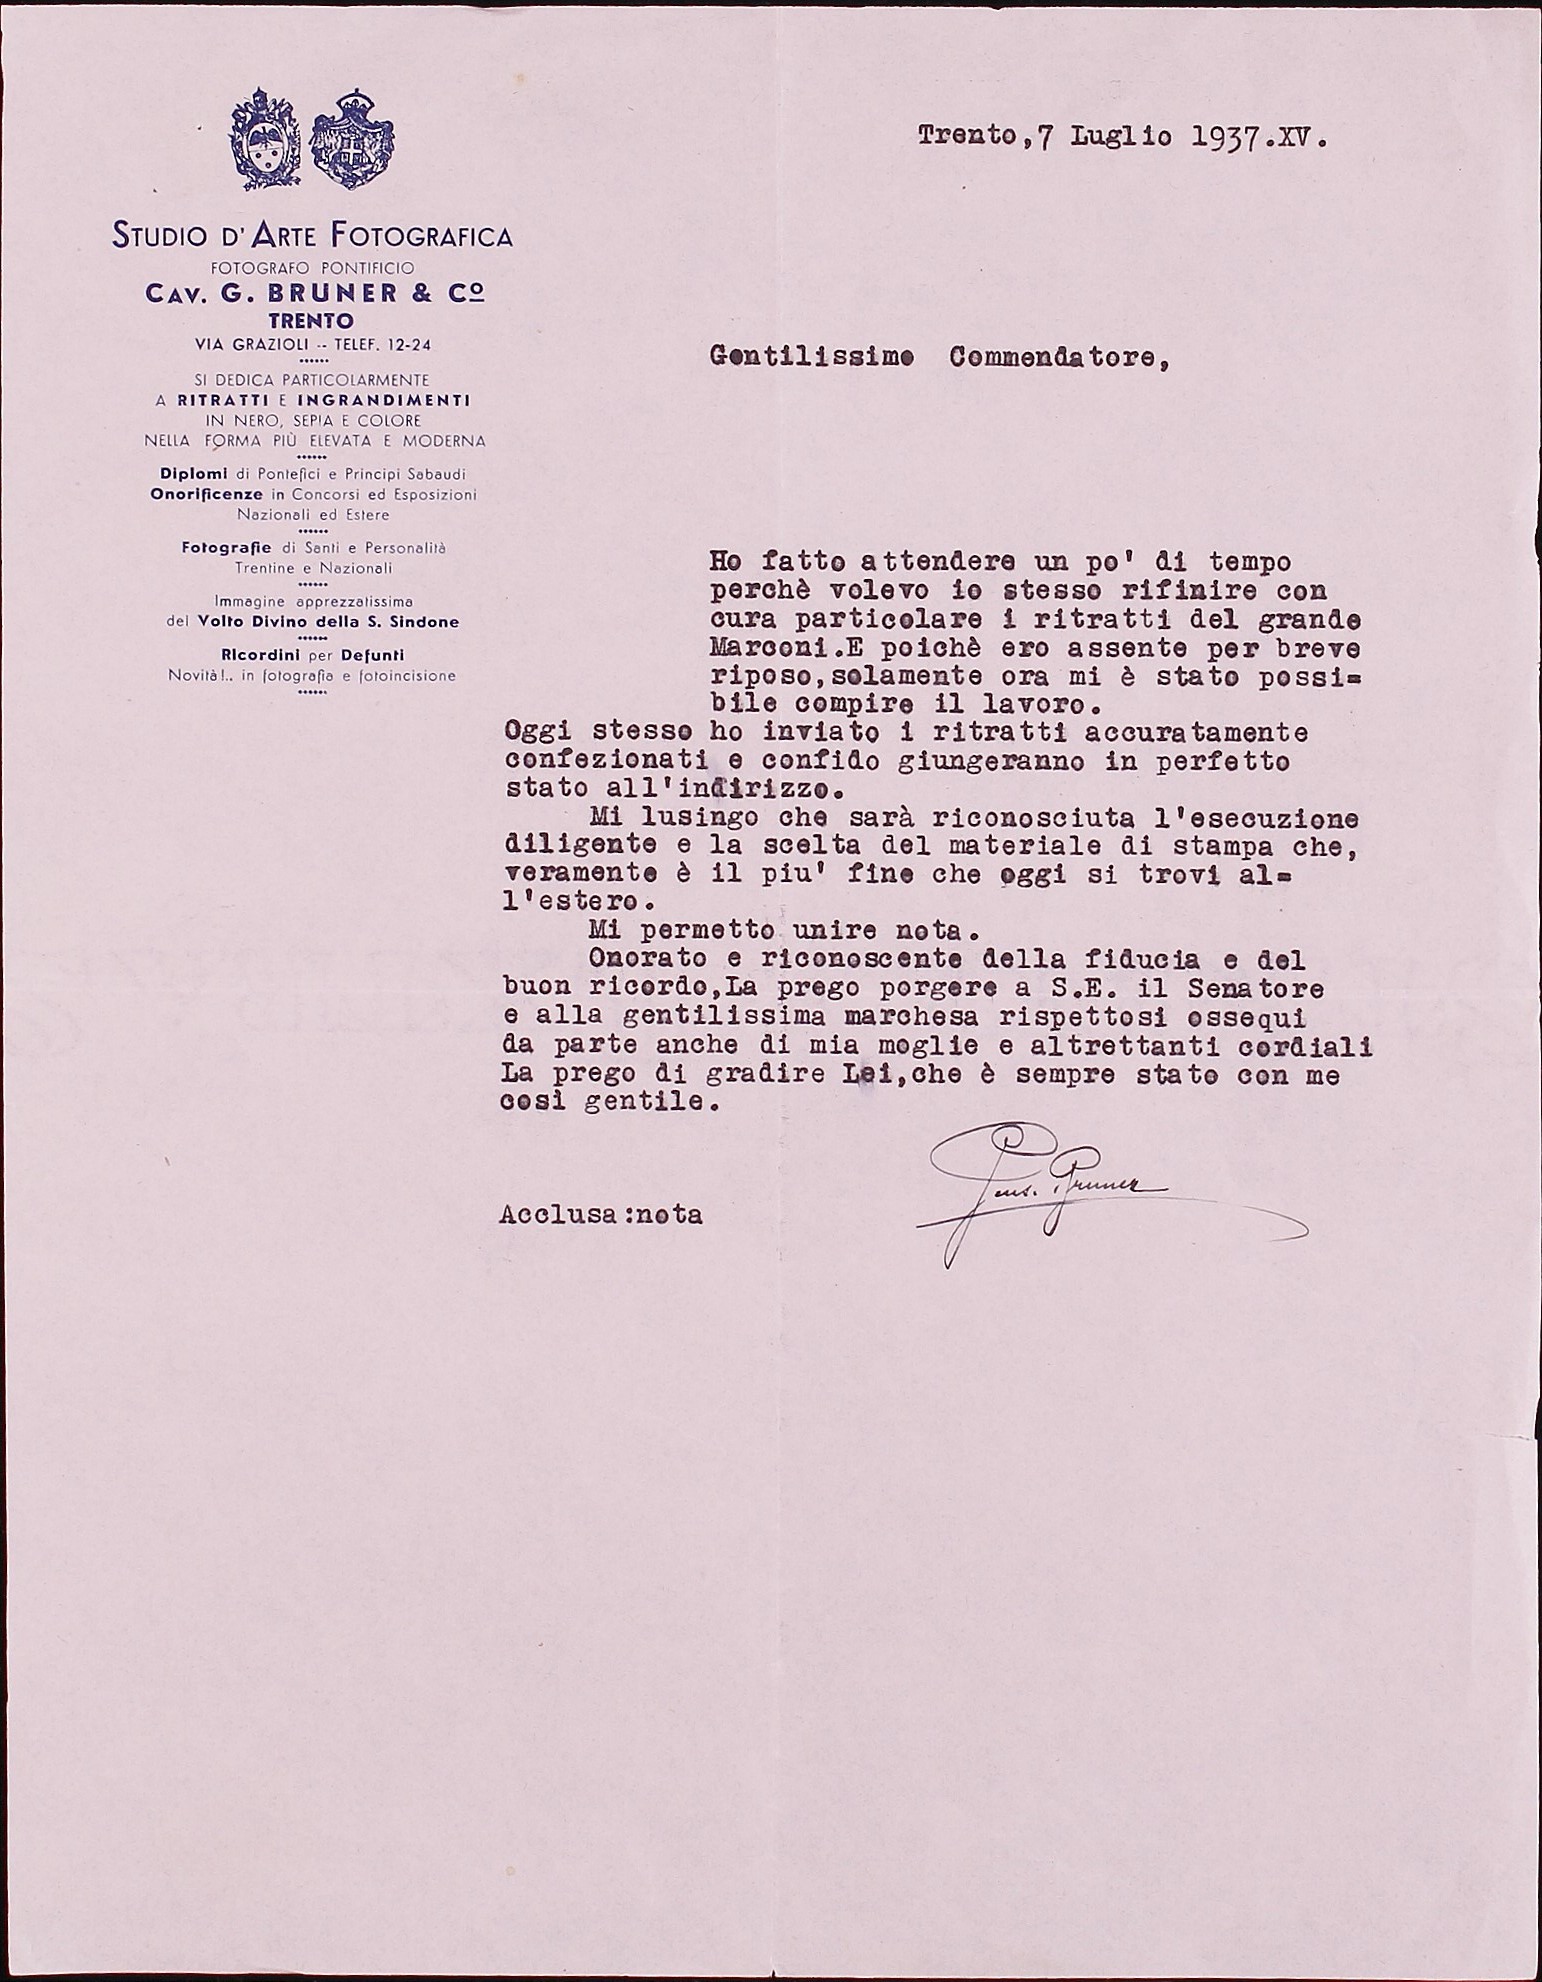 Trento,7 Luglio 1937.XV.
STUDIO D'ARTE FOTOGRAFICA
FOTOGRAFO PONTIFICIO
CAV. G. BRUNER & Cº
TRENTO
VIA GRAZIOLI -- TELEF. 12-24
SI DEDICA PARTICOLARMENTE
A RITRATTI E INGRANDIMENTI
IN NERO, SEPIA E COLORE
NELLA FORMA PIÙ ELEVATA E MODERNA
Diplomi di Pontefici e Principi Sabaudi
Onorificenze in Concorsi ed Esposizioni
Nazionali ed Estere
Fotografie di Santi e Personalità
Trentine e Nazionali
Immagine apprezzatissima
del Volto Divino della S. Sindone
Ricordini per Defunti
Novità!.. in fotografia e fotoincisione
Gentilissimo Commendatore,
Ho fatto attendere un po' di tempo
perchè volevo io stesso rifinire con
cura particolare i ritratti del grande
Marconi.E poichè ero assente per breve
riposo,solamente ora mi è stato possi=
bile compire il lavoro.
Oggi stesso ho inviato i ritratti accuratamente
confezionati e confido giungeranno in perfetto
stato all'indirizzo.
Mi lusingo che sarà riconosciuta l'esecuzione
diligente e la scelta del materiale di stampa che,
veramente è il piu' fine che oggi si trovi al=
l'estero.
Mi permetto unire nota.
Onorato e riconoscente della fiducia e del
buon ricordo,La prego porgere a S.E. il Senatore
e alla gentilissima marchesa rispettosi ossequi
da parte anche di mia moglie e altrettanti cordiali
La prego di gradire Lei,che è sempre stato con me
cosi gentile.
Bruner
Acclusa:nota